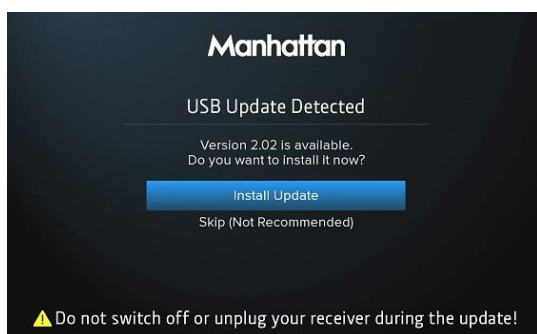 Manhattan
USB Update Detected
Version 2.02 is available.
Do you want to install it now?
Install Update
Skip (Not Recommended)
Do not switch off or unplug your receiver during the update!